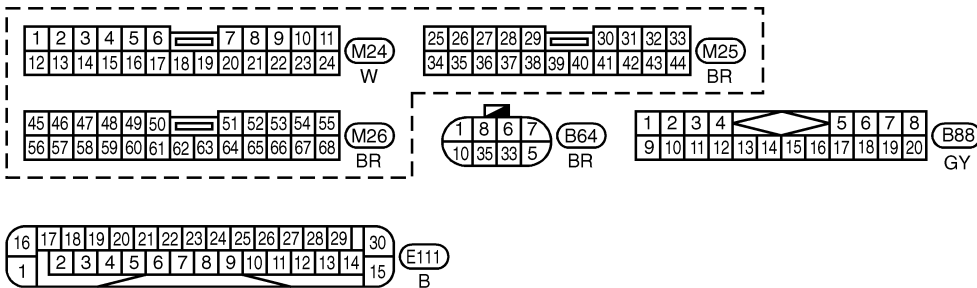 1 2 3 4 5 6 7 8 9 10 11
12 13 14 15 16 17 18 19 20 21 22 23 24
M24
W
25 26 27 28 29 30 31 32 33
34 35 36 37 38 39 40 41 42 43 44
M25
BR
45 46 47 48 49 50 51 52 53 54 55
56 57 58 59 60 61 62 63 64 65 66 67 68
M26
BR
1 8 6 7
10 35 33 5
B64
BR
1 2 3 4 5 6 7 8
9 10 11 12 13 14 15 16 17 18 19 20
B88
GY
16 17 18 19 20 21 22 23 24 25 26 27 28 29 30
1 2 3 4 5 6 7 8 9 10 11 12 13 14 15
E111
B